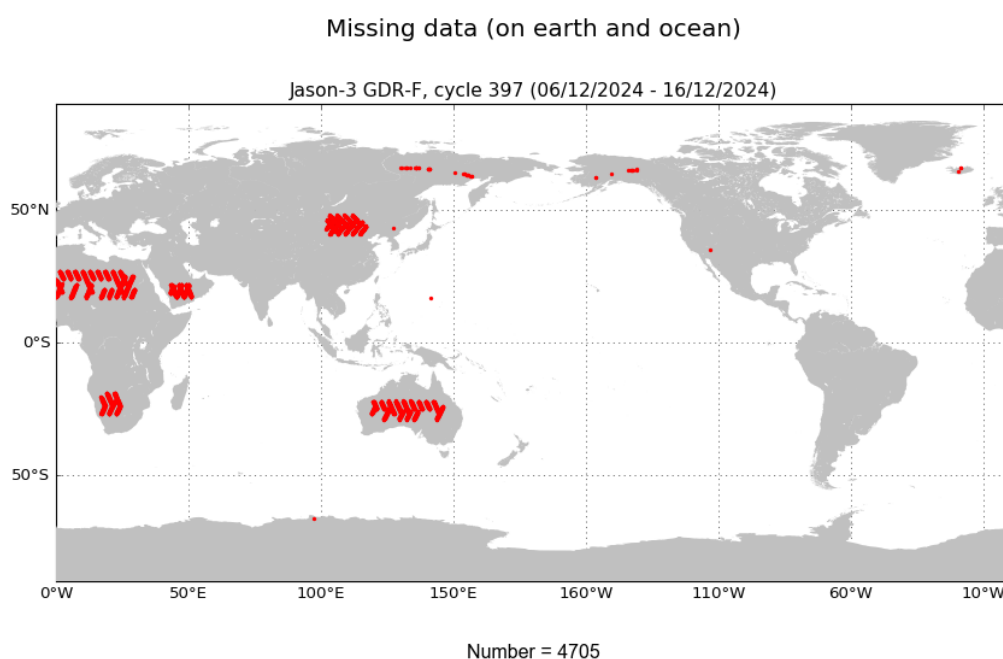 Missing data (on earth and ocean)
Jason-3 GDR-F, cycle 397 (06/12/2024 - 16/12/2024)
50°N
0°S
50°S
0°W 50°E 100°E 150°E 160°W 110°W 60°W 10°W
Number = 4705